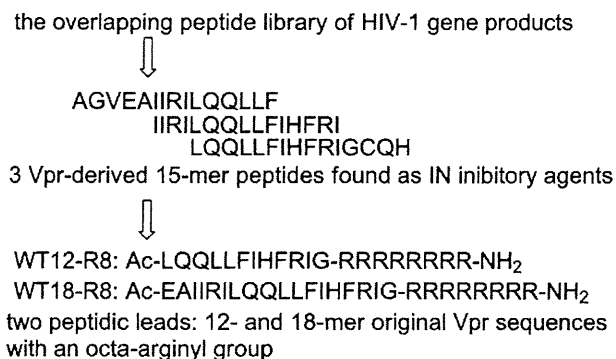 the overlapping peptide library of HIV-1 gene products
AGVEAIIRILQQLLF
IIRILQQLLFIHFRI
LQQLLFIHFRIGCQH
3 Vpr-derived 15-mer peptides found as IN inibitory agents
WT12-R8: Ac-LQQLLFIHFRIG-RRRRRRRR-NH₂
WT18-R8: Ac-EAIIRILQQLLFIHFRIG-RRRRRRRR-NH₂
two peptidic leads: 12- and 18-mer original Vpr sequences
with an octa-arginyl group